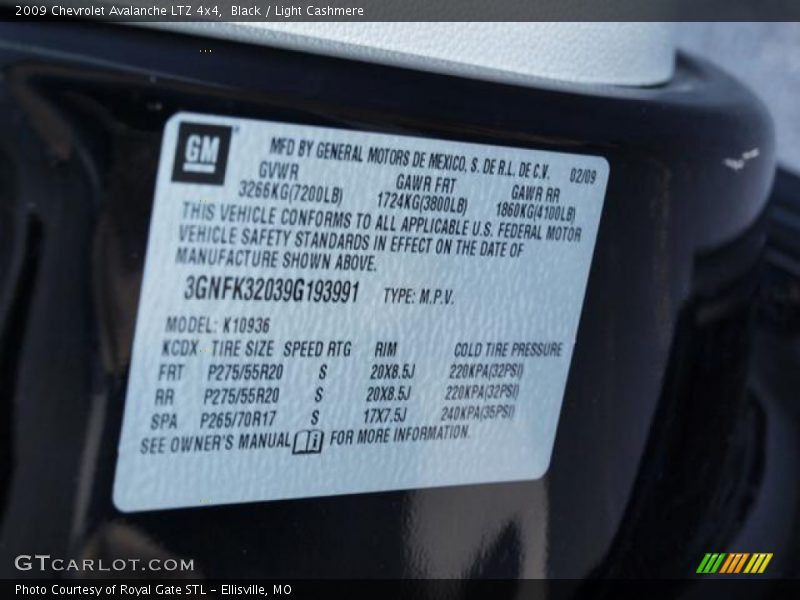 2009 Chevrolet Avalanche LTZ 4x4, Black / Light Cashmere
GM
MFD BY GENERAL MOTORS DE MEXICO, S. DE R.L. DE C.V. 02/09
GVWR GAWR FRT GAWR RR
3266KG(7200LB) 1724KG(3800LB) 1860KG(4100LB)
THIS VEHICLE CONFORMS TO ALL APPLICABLE U.S. FEDERAL MOTOR
VEHICLE SAFETY STANDARDS IN EFFECT ON THE DATE OF
MANUFACTURE SHOWN ABOVE.
3GNFK32039G193991 TYPE: M.P.V.
MODEL: K10936
KCDX TIRE SIZE SPEED RTG RIM COLD TIRE PRESSURE
FRT P275/55R20 S 20X8.5J 220KPA(32PSI)
RR P275/55R20 S 20X8.5J 220KPA(32PSI)
SPA P265/70R17 S 17X7.5J 240KPA(35PSI)
SEE OWNER'S MANUAL i FOR MORE INFORMATION.
GTCARLOT.COM
Photo Courtesy of Royal Gate STL - Ellisville, MO